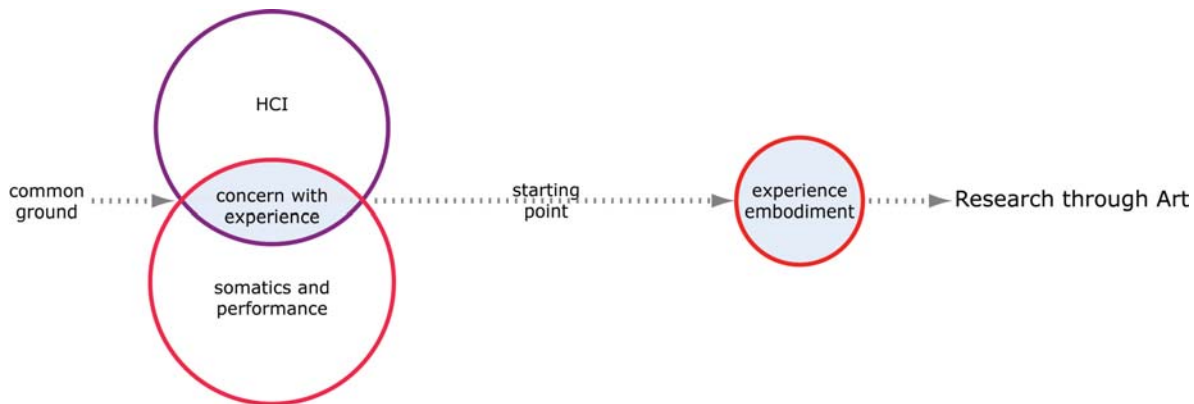 HCI
common
ground
concern with
experience
starting
point
experience
embodiment
Research through Art
somatics and
performance